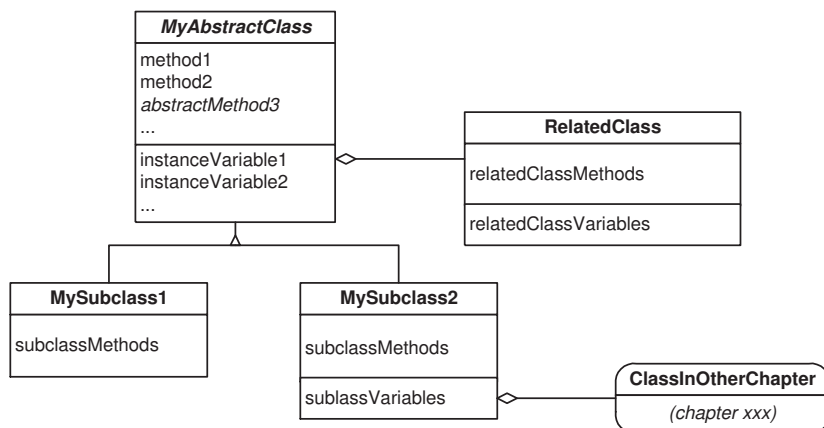 MyAbstractClass
method1
method2
abstractMethod3
...
instanceVariable1
instanceVariable2
...
RelatedClass
relatedClassMethods
relatedClassVariables
MySubclass1
subclassMethods
MySubclass2
subclassMethods
sublassVariables
ClassInOtherChapter
(chapter xxx)